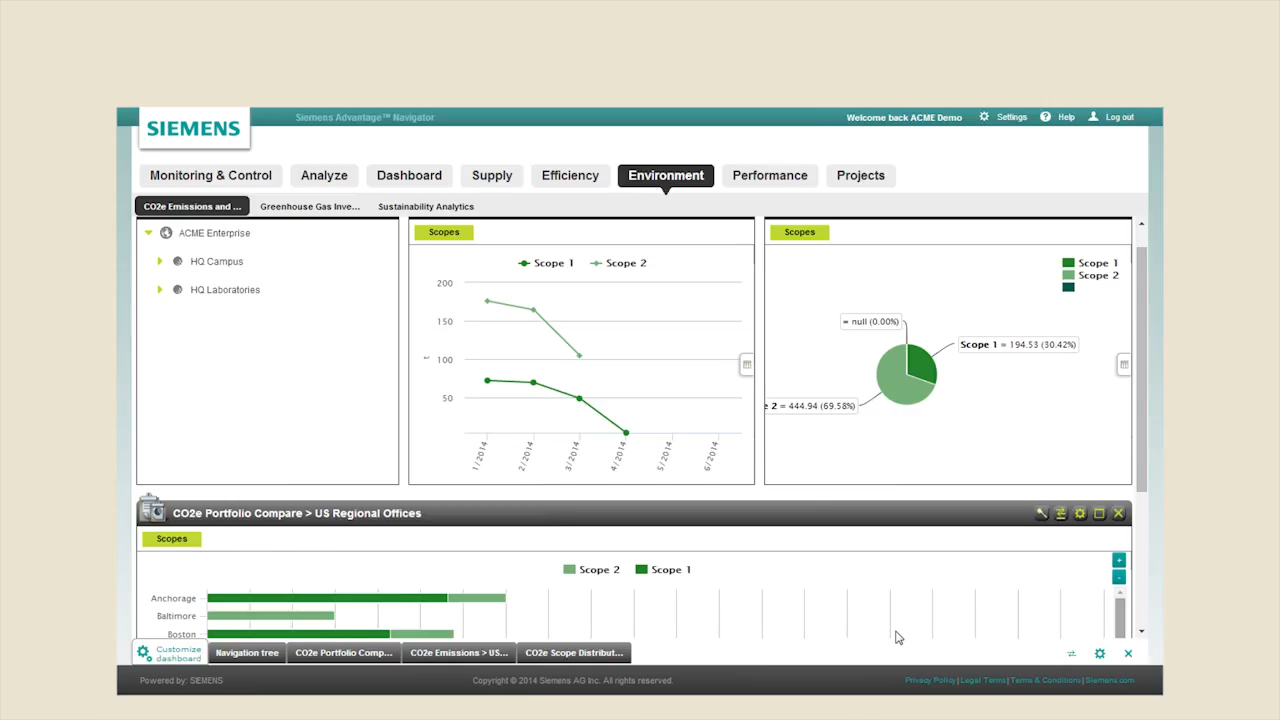 SIEMENS
Siemens Advantage™ Navigator
Welcome back ACME Demo Settings Help Log out
Monitoring & Control Analyze Dashboard Supply Efficiency Environment Performance Projects
CO2e Emissions and ... Greenhouse Gas Inve... Sustainability Analytics
ACME Enterprise
HQ Campus
HQ Laboratories
Scopes
Scope 1 Scope 2
200
150
100
50
t
1/2014 2/2014 3/2014 4/2014 5/2014 6/2014
Scopes
Scope 1
Scope 2
= null (0.00%)
Scope 1 = 194.53 (30.42%)
e 2 = 444.94 (69.58%)
CO2e Portfolio Compare > US Regional Offices
Scopes
Scope 2 Scope 1
+
-
Anchorage
Baltimore
Boston
Customize
dashboard
Navigation tree CO2e Portfolio Comp... CO2e Emissions > US... CO2e Scope Distribut...
Powered by: SIEMENS
Copyright © 2014 Siemens AG Inc. All rights reserved.
Privacy Policy | Legal Terms | Terms & Conditions | Siemens.com